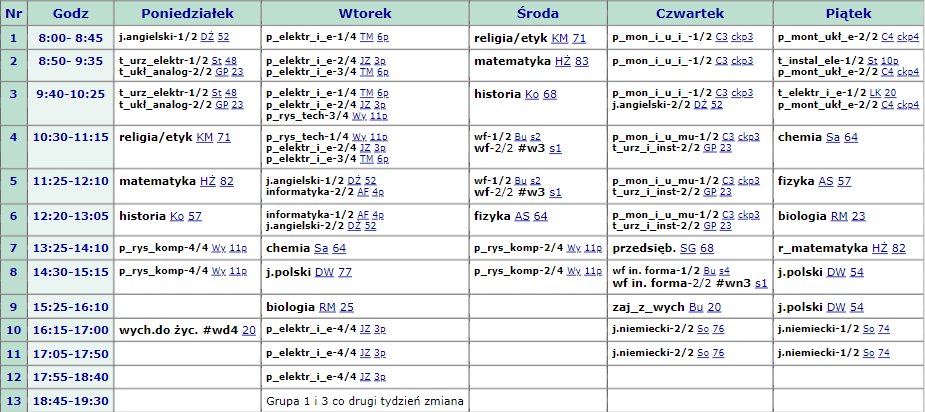 Nr Godz Poniedziałek Wtorek Środa Czwartek Piątek
1 8:00- 8:45 j.angielski-1/2 DŻ 52 p_elektr_i_e-1/4 TM 6p religia/etyk KM 71 p_mon_i_u_i_-1/2 C3 ckp3 p_mont_ukł_e-2/2 C4 ckp4
2 8:50- 9:35 t_urz_elektr-1/2 St 48 p_elektr_i_e-2/4 JZ 3p matematyka HŻ 83 p_mon_i_u_i_-1/2 C3 ckp3 t_instal_ele-1/2 St 10p
t_ukł_analog-2/2 GP 23 p_elektr_i_e-3/4 TM 6p p_mont_ukł_e-2/2 C4 ckp4
3 9:40-10:25 t_urz_elektr-1/2 St 48 p_elektr_i_e-1/4 TM 6p historia Ko 68 p_mon_i_u_i_-1/2 C3 ckp3 t_elektr_i_e-1/2 LK 20
t_ukł_analog-2/2 GP 23 p_elektr_i_e-2/4 JZ 3p j.angielski-2/2 DŻ 52 p_mont_ukł_e-2/2 C4 ckp4
p_rys_tech-3/4 Wy 11p
4 10:30-11:15 religia/etyk KM 71 p_rys_tech-1/4 Wy 11p wf-1/2 Bu s2 p_mon_i_u_mu-1/2 C3 ckp3 chemia Sa 64
p_elektr_i_e-2/4 JZ 3p wf-2/2 #w3 s1 t_urz_i_inst-2/2 GP 23
p_elektr_i_e-3/4 TM 6p
5 11:25-12:10 matematyka HŻ 82 j.angielski-1/2 DŻ 52 wf-1/2 Bu s2 p_mon_i_u_mu-1/2 C3 ckp3 fizyka AS 57
informatyka-2/2 AF 4p wf-2/2 #w3 s1 t_urz_i_inst-2/2 GP 23
6 12:20-13:05 historia Ko 57 informatyka-1/2 AF 4p fizyka AS 64 p_mon_i_u_mu-1/2 C3 ckp3 biologia RM 23
j.angielski-2/2 DŻ 52 t_urz_i_inst-2/2 GP 23
7 13:25-14:10 p_rys_komp-4/4 Wy 11p chemia Sa 64 p_rys_komp-2/4 Wy 11p przedsięb. SG 68 r_matematyka HŻ 82
8 14:30-15:15 p_rys_komp-4/4 Wy 11p j.polski DW 77 p_rys_komp-2/4 Wy 11p wf in. forma-1/2 Bu s4 j.polski DW 54
wf in. forma-2/2 #wn3 s1
9 15:25-16:10 biologia RM 25 zaj_z_wych Bu 20 j.polski DW 54
10 16:15-17:00 wych.do życ. #wd4 20 p_elektr_i_e-4/4 JZ 3p j.niemiecki-2/2 So 76 j.niemiecki-1/2 So 74
11 17:05-17:50 p_elektr_i_e-4/4 JZ 3p j.niemiecki-2/2 So 76 j.niemiecki-1/2 So 74
12 17:55-18:40 p_elektr_i_e-4/4 JZ 3p
13 18:45-19:30 Grupa 1 i 3 co drugi tydzień zmiana